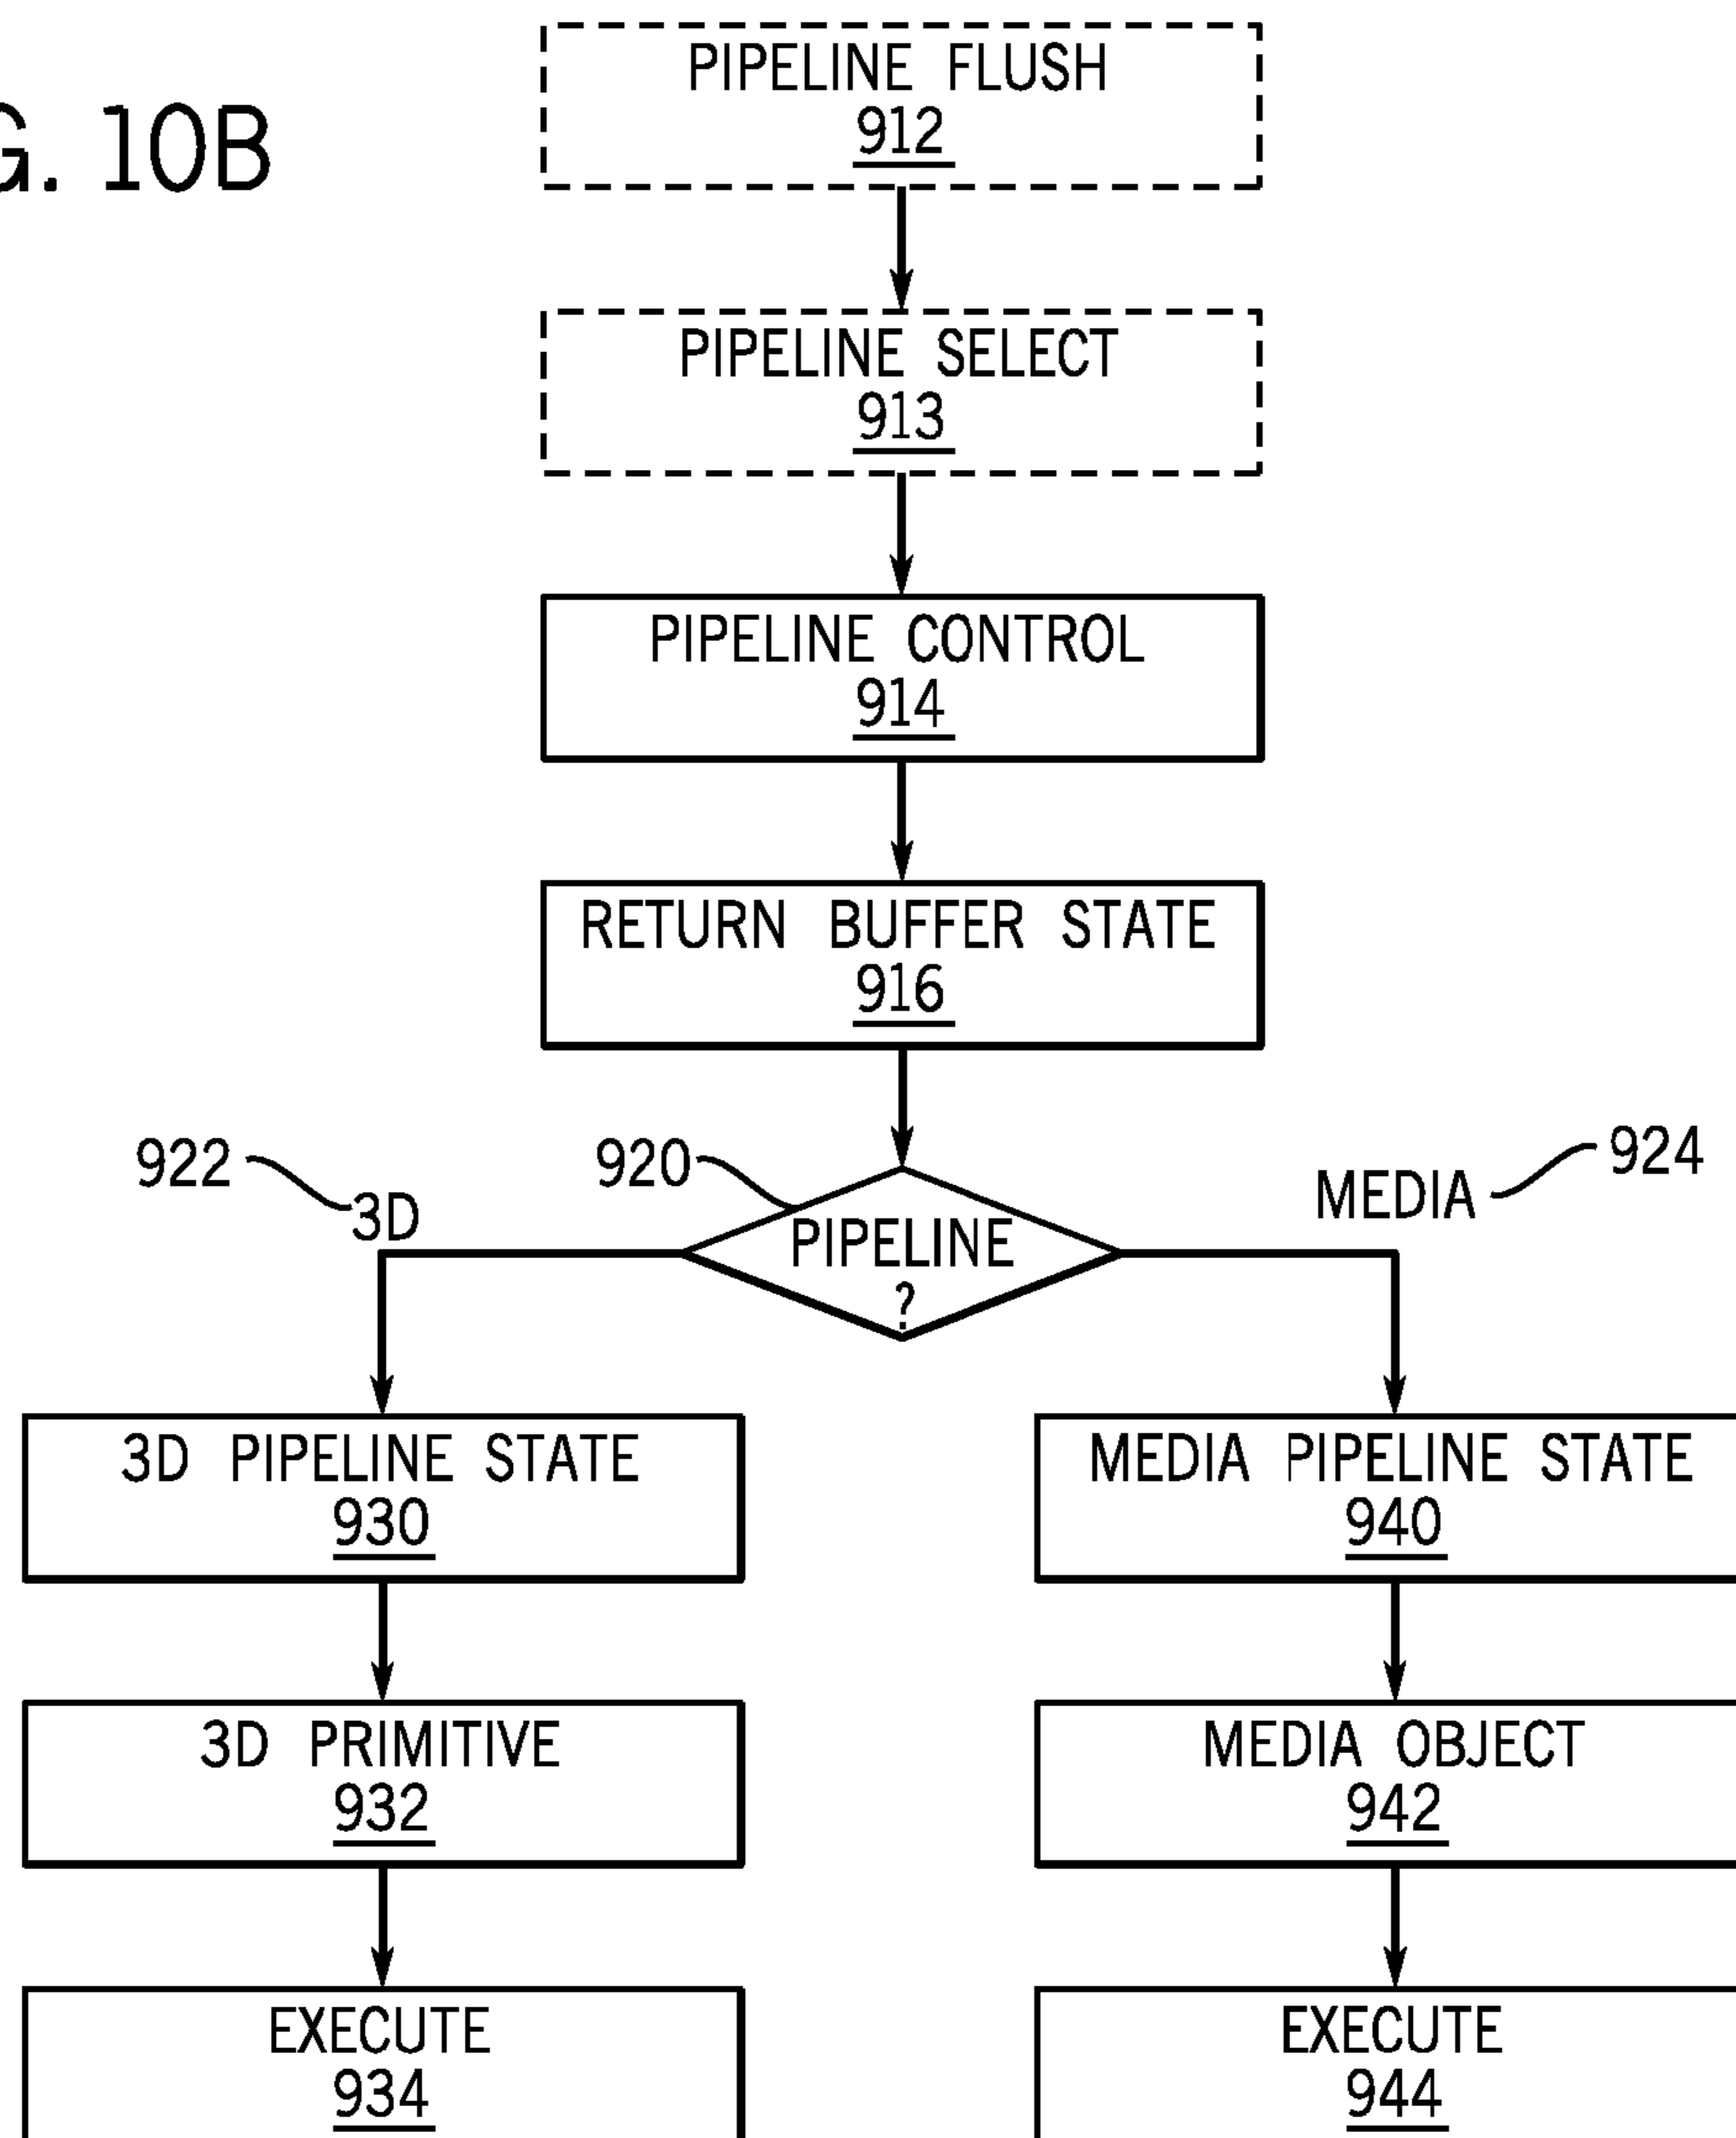 G. 10B
PIPELINE FLUSH
912
PIPELINE SELECT
913
PIPELINE CONTROL
914
RETURN BUFFER STATE
916
922
3D
920
PIPELINE
?
MEDIA
924
3D PIPELINE STATE
930
MEDIA PIPELINE STATE
940
3D PRIMITIVE
932
MEDIA OBJECT
942
EXECUTE
934
EXECUTE
944